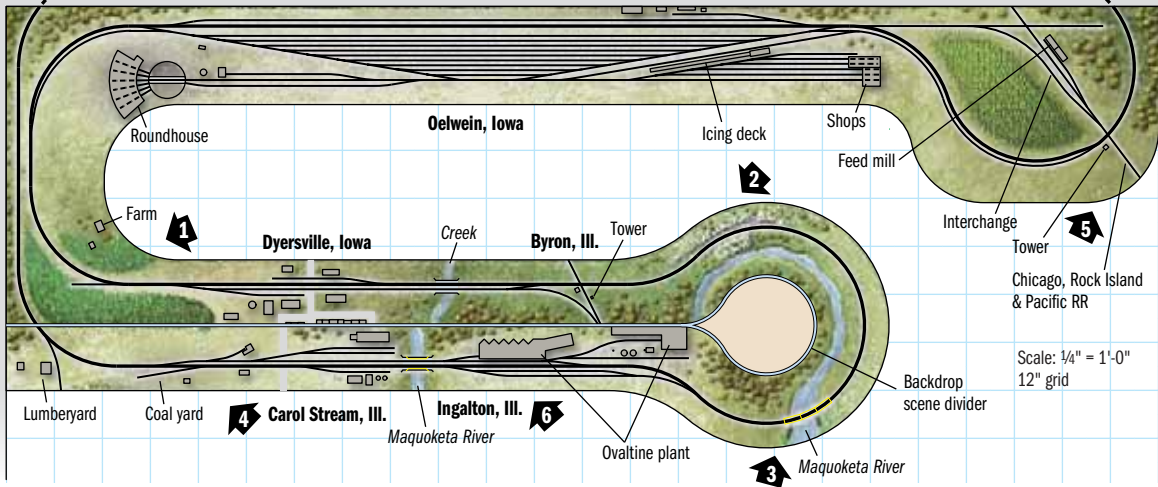 Roundhouse
Oelwein, Iowa
Icing deck
Shops
Feed mill
Interchange
Tower
5
Chicago, Rock Island
& Pacific RR
Farm
1
Dyersville, Iowa
Creek
Byron, Ill.
Tower
2
Scale: 1/4" = 1'-0"
12" grid
Backdrop
scene divider
Lumberyard
Coal yard
4
Carol Stream, Ill.
Maquoketa River
Ingalton, Ill.
6
Ovaltine plant
3
Maquoketa River